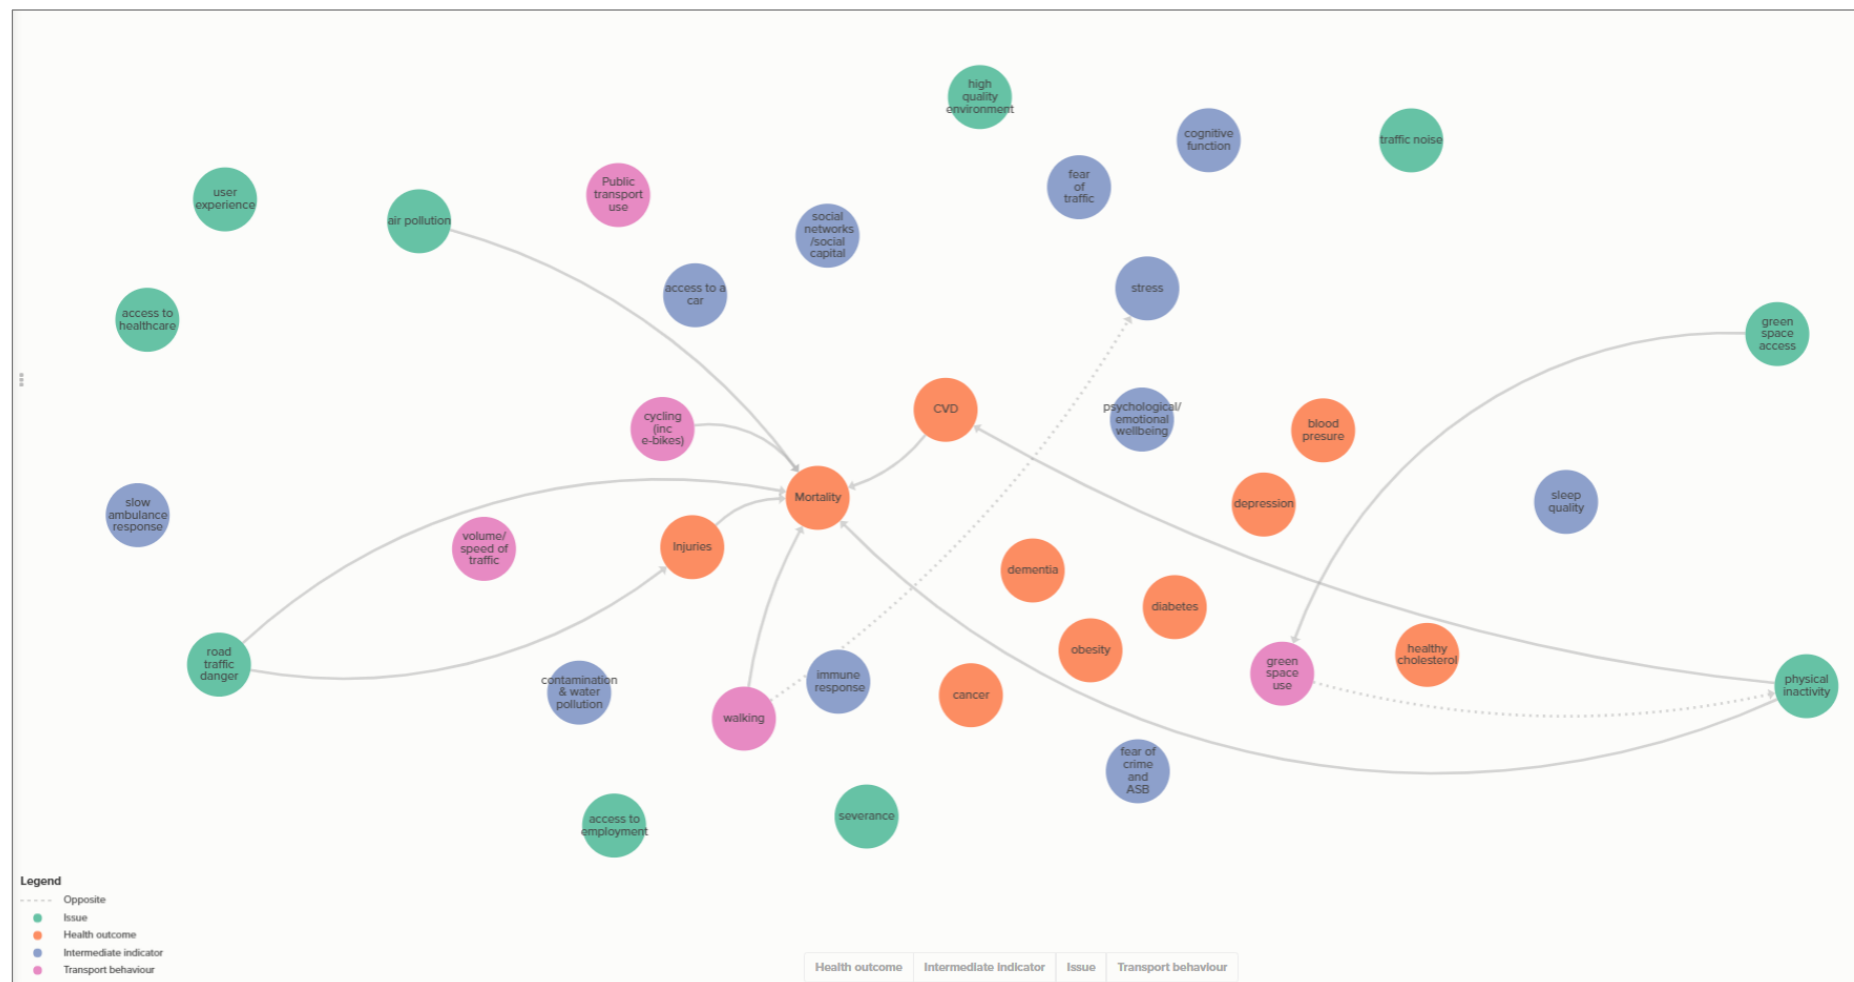 high
quality
environment
cognitive
function
traffic noise
fear
of
traffic
Public
transport
use
user
experience
air pollution
social
networks
/social
capital
access to a
car
stress
access to
healthcare
green
space
access
CVD
psychological/
emotional
wellbeing
cycling
(inc
e-bikes)
blood
presure
Mortality
depression
sleep
quality
slow
ambulance
response
volume/
speed of
traffic
Injuries
dementia
diabetes
obesity
healthy
cholesterol
road
traffic
danger
green
space
use
physical
inactivity
contamination
& water
pollution
immune
response
cancer
walking
fear of
crime
and
ASB
access to
employment
severance
Legend
Opposite
Issue
Health outcome
Intermediate indicator
Transport behaviour
Health outcome Intermediate indicator Issue Transport behaviour